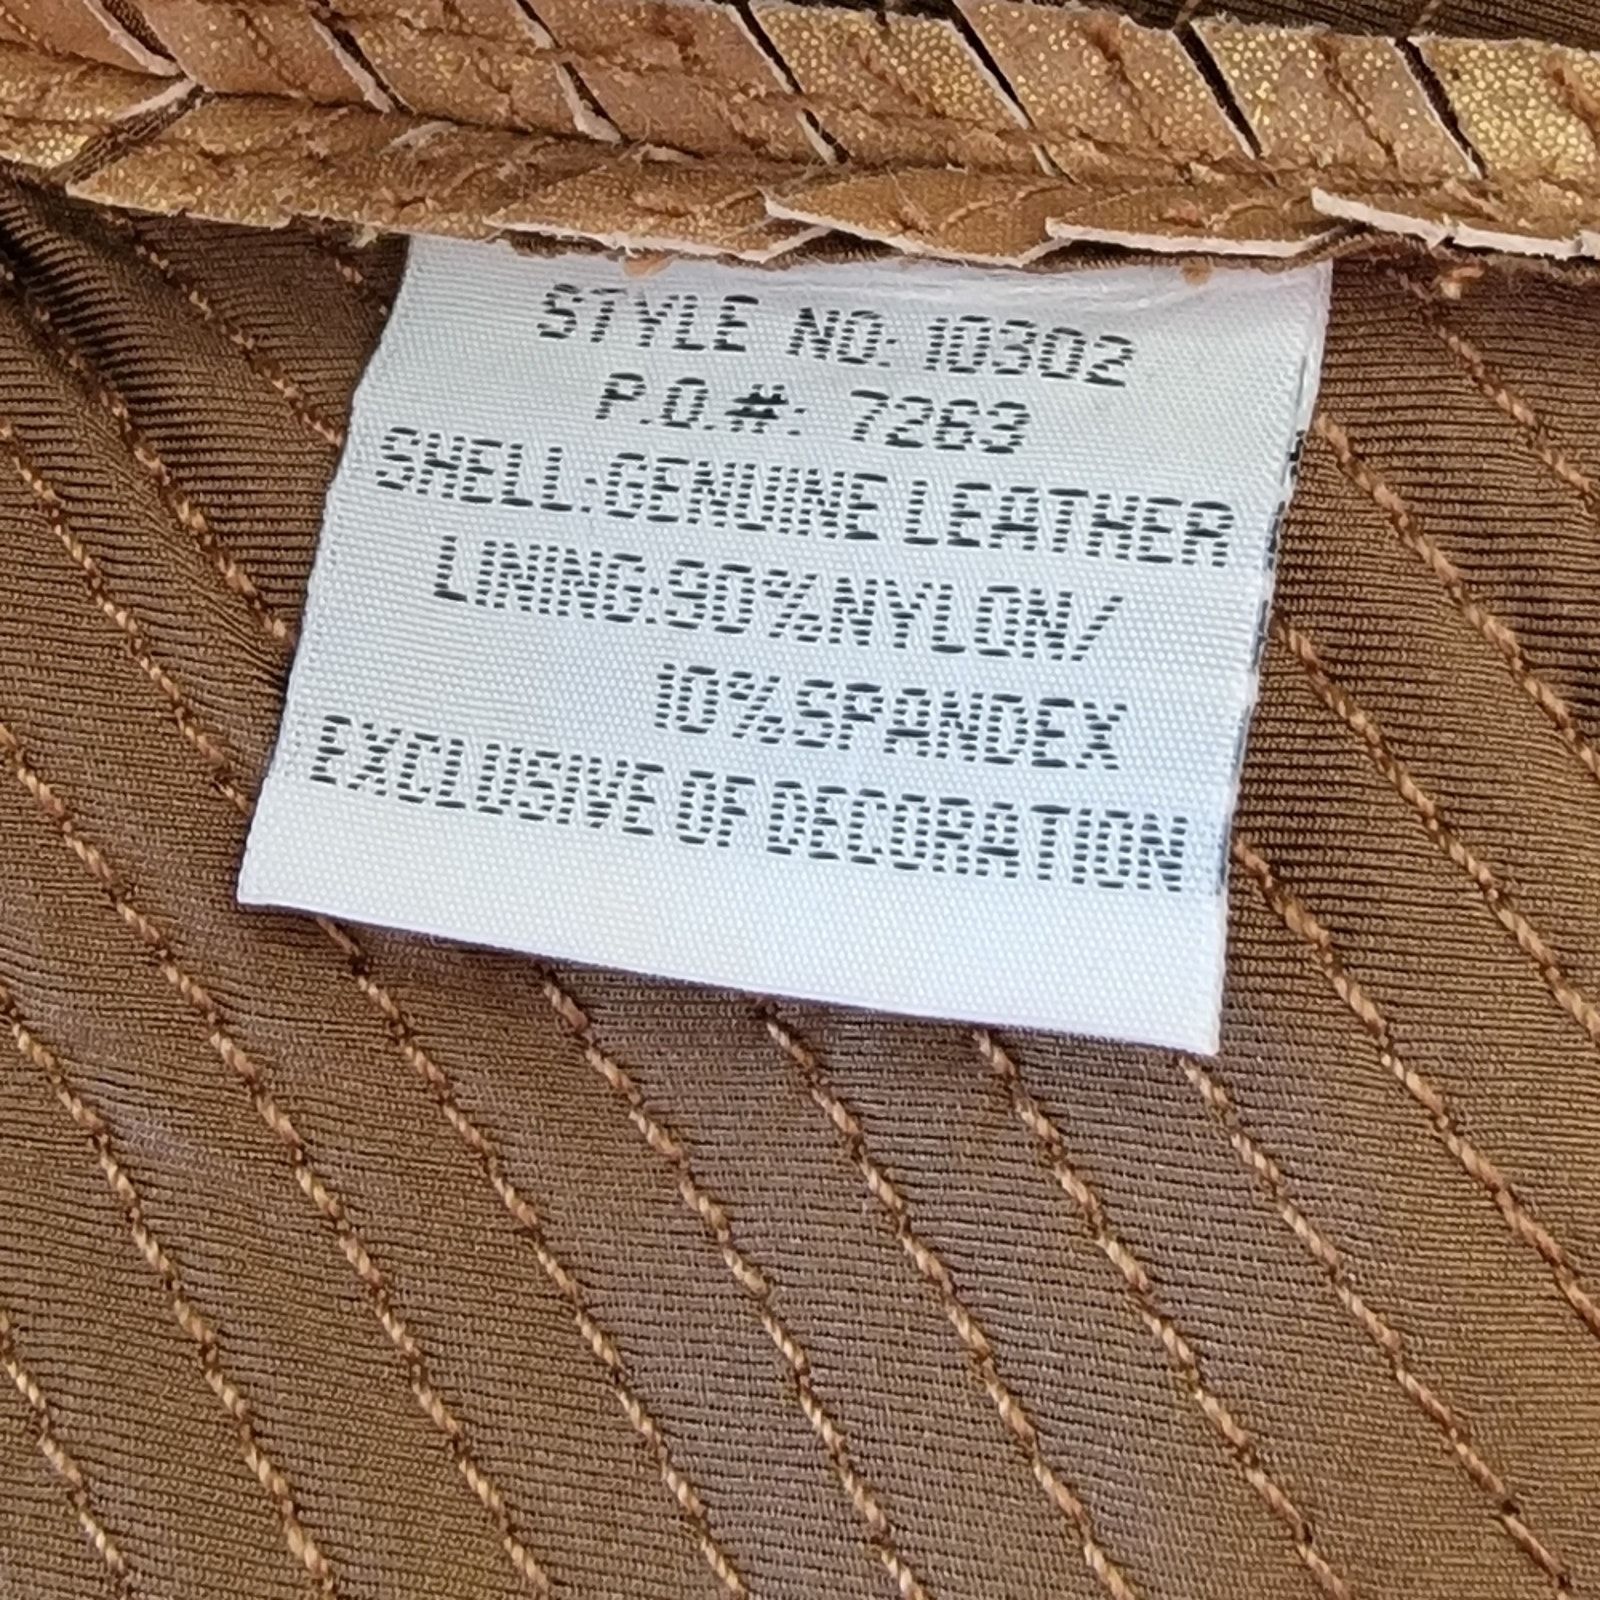 STYLE NO: 10302
P.O.#: 7263
SHELL:GENUINE LEATHER
LINING:90%NYLON/
10%SPANDEX
EXCLUSIVE OF DECORATION